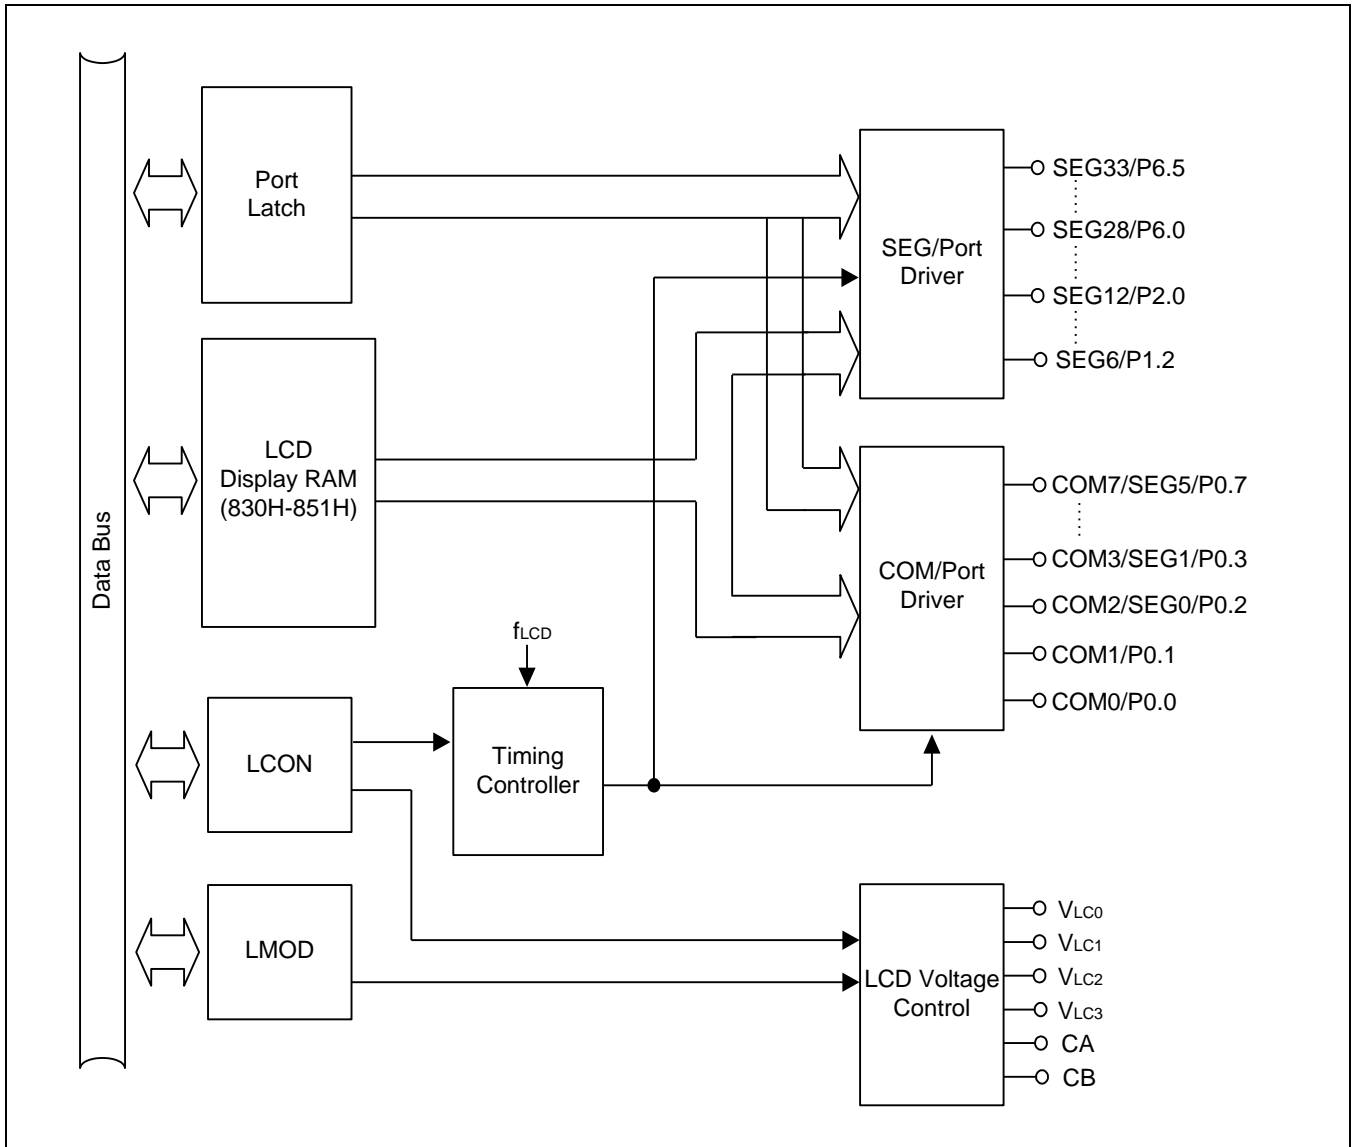 Data Bus
Port
Latch
LCD
Display RAM
(830H-851H)
LCON
LMOD
fLCD
Timing
Controller
SEG/Port
Driver
SEG33/P6.5
SEG28/P6.0
SEG12/P2.0
SEG6/P1.2
COM/Port
Driver
COM7/SEG5/P0.7
COM3/SEG1/P0.3
COM2/SEG0/P0.2
COM1/P0.1
COM0/P0.0
LCD Voltage
Control
VLC0
VLC1
VLC2
VLC3
CA
CB